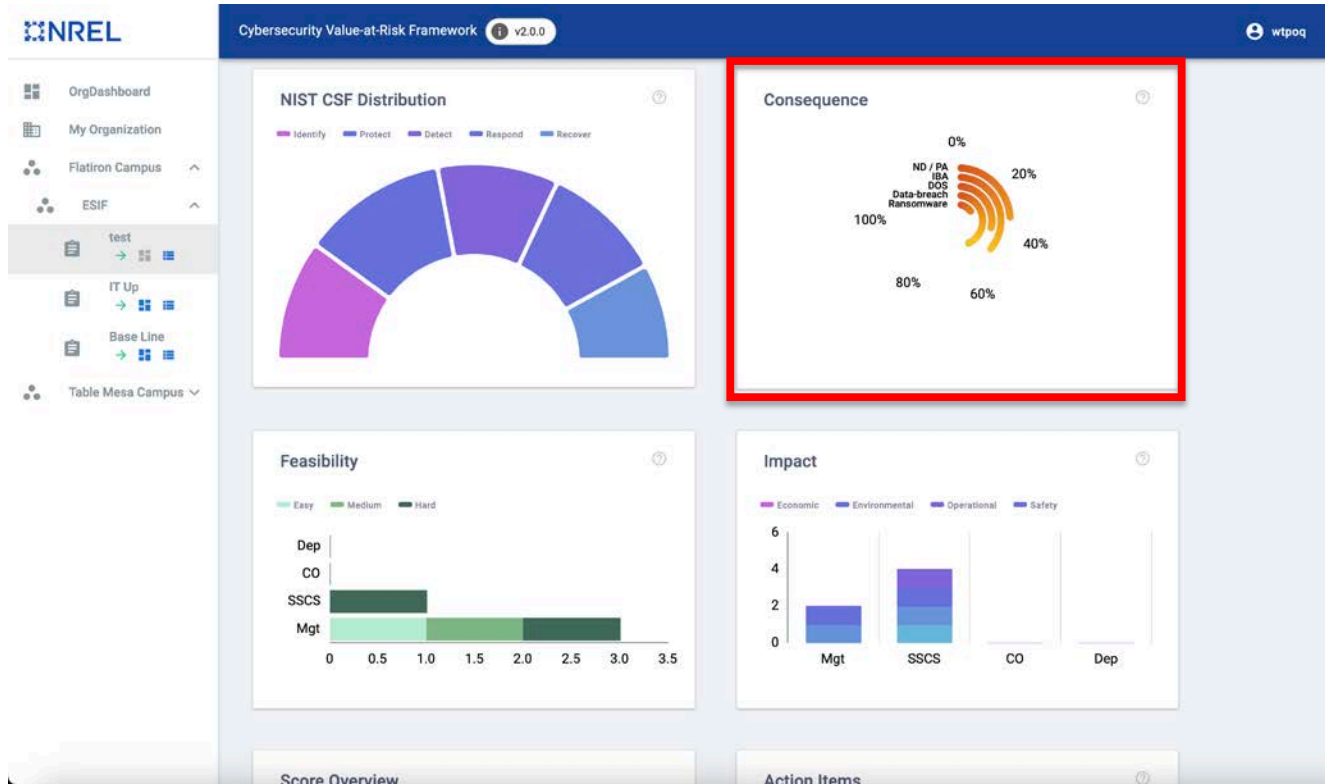 NREL
Cybersecurity Value-at-Risk Framework v2.0.0
wtpoq
OrgDashboard
My Organization
Flatiron Campus
ESIF
test
IT Up
Base Line
Table Mesa Campus
NIST CSF Distribution
Identify Protect Detect Respond Recover
Consequence
0%
20%
40%
60%
80%
100%
ND / PA
IBA
DOS
Data-breach
Ransomware
Feasibility
Easy Medium Hard
Dep
CO
SSCS
Mgt
0 0.5 1.0 1.5 2.0 2.5 3.0 3.5
Impact
Economic Environmental Operational Safety
6
4
2
0
Mgt SSCS CO Dep
Score Overview
Action Items